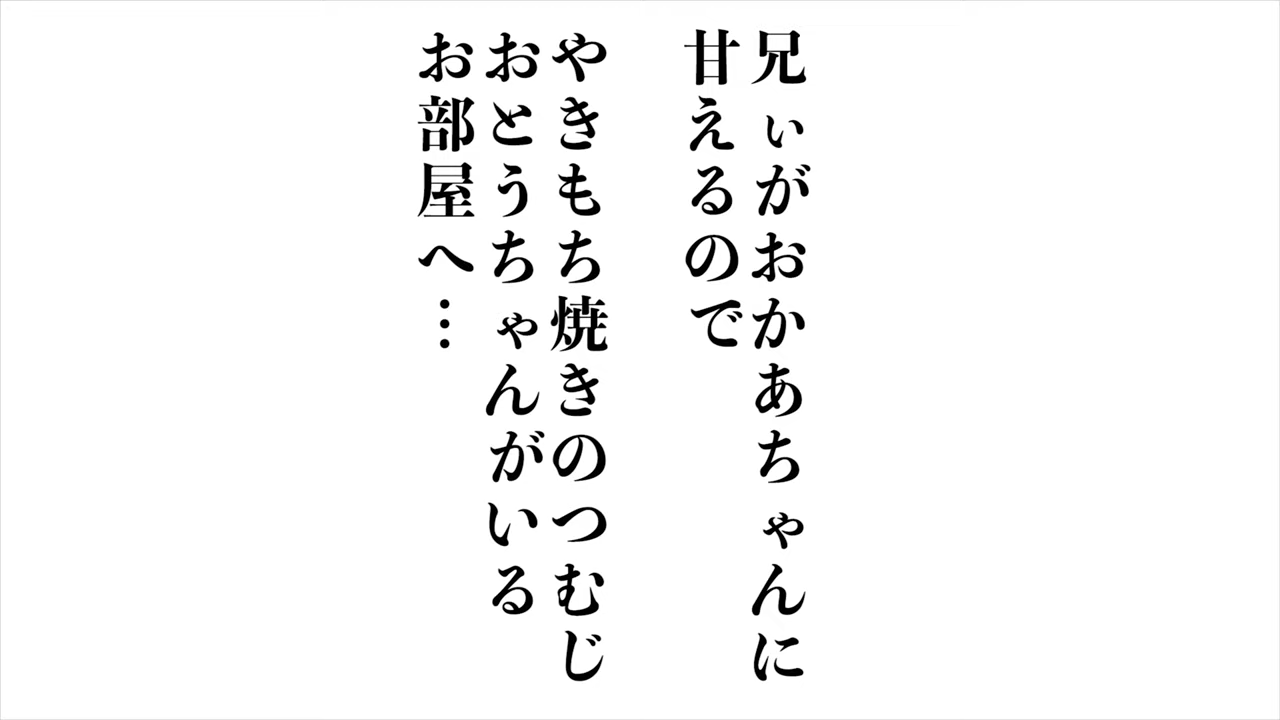 兄ぃがおかあちゃんに
甘えるので
やきもち焼きのつむじ
おとうちゃんがいる
お部屋へ…